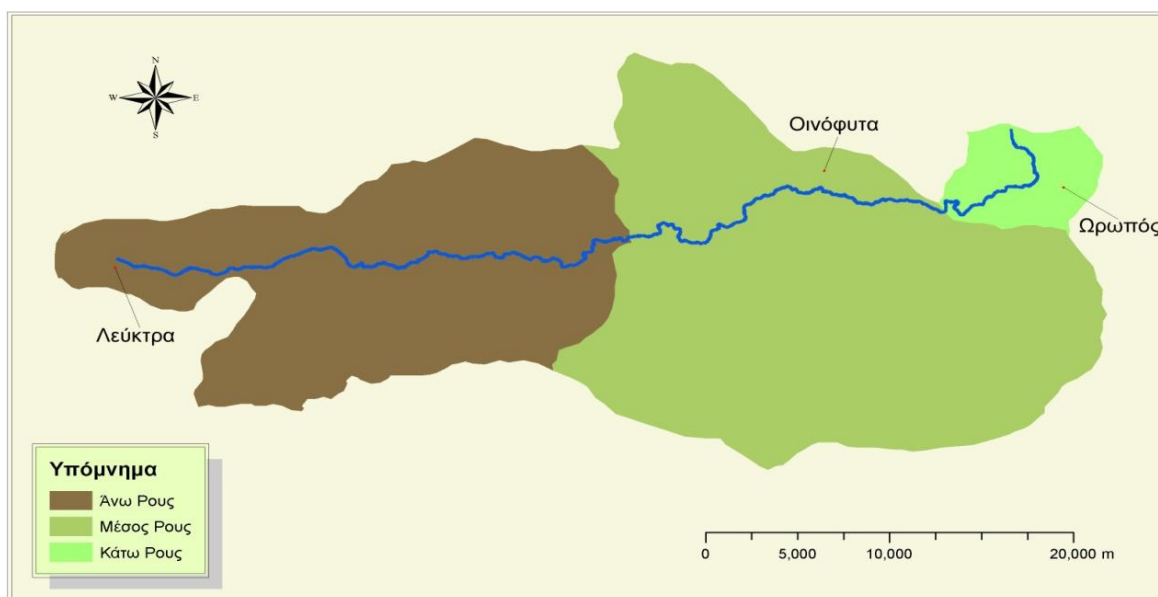 N
W E
S
Οινόφυτα
Ωρωπός
Λεύκτρα
Υπόμνημα
Άνω Ρους
Μέσος Ρους
Κάτω Ρους
0 5,000 10,000 20,000 m